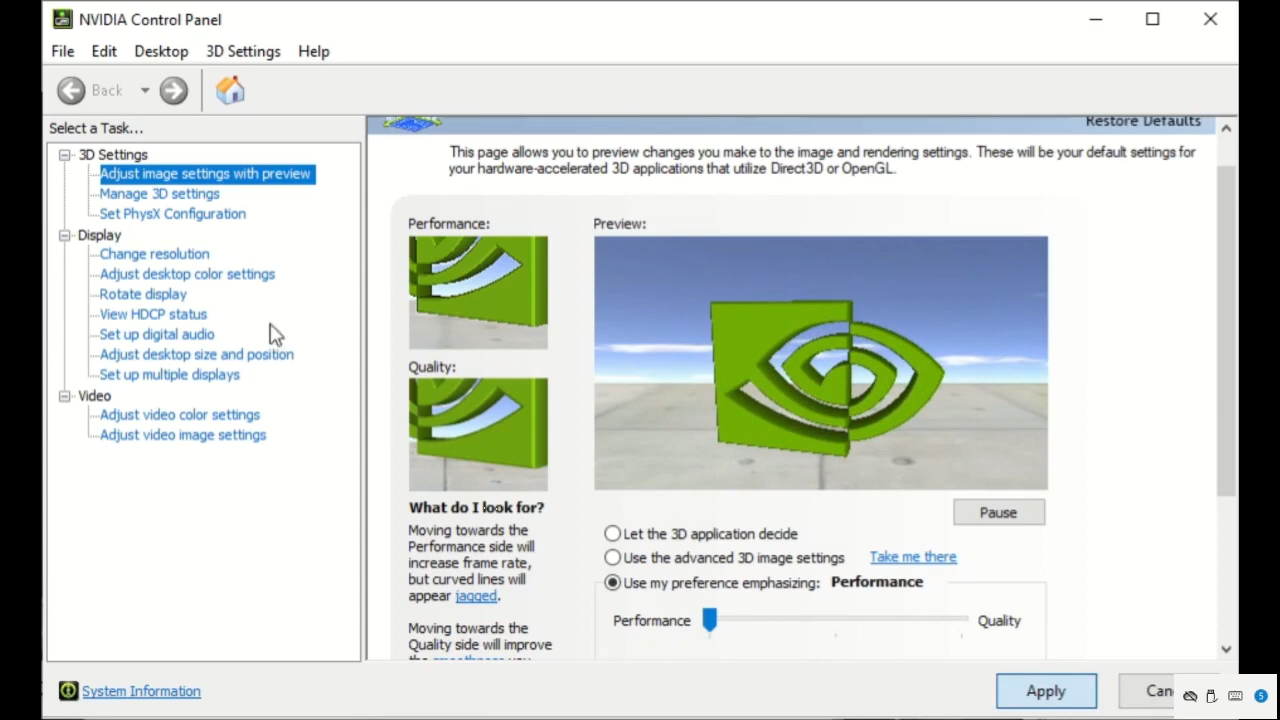 NVIDIA Control Panel
File Edit Desktop 3D Settings Help
Back
Select a Task...
3D Settings
Adjust image settings with preview
Manage 3D settings
Set PhysX Configuration
Display
Change resolution
Adjust desktop color settings
Rotate display
View HDCP status
Set up digital audio
Adjust desktop size and position
Set up multiple displays
Video
Adjust video color settings
Adjust video image settings
System Information
Restore Defaults
This page allows you to preview changes you make to the image and rendering settings. These will be your default settings for
your hardware-accelerated 3D applications that utilize Direct3D or OpenGL.
Performance:
Quality:
What do I look for?
Moving towards the
Performance side will
increase frame rate,
but curved lines will
appear jagged.
Moving towards the
Quality side will improve
the smoothness you
Preview:
Pause
Let the 3D application decide
Use the advanced 3D image settings Take me there
Use my preference emphasizing: Performance
Performance Quality
Apply
Can
5